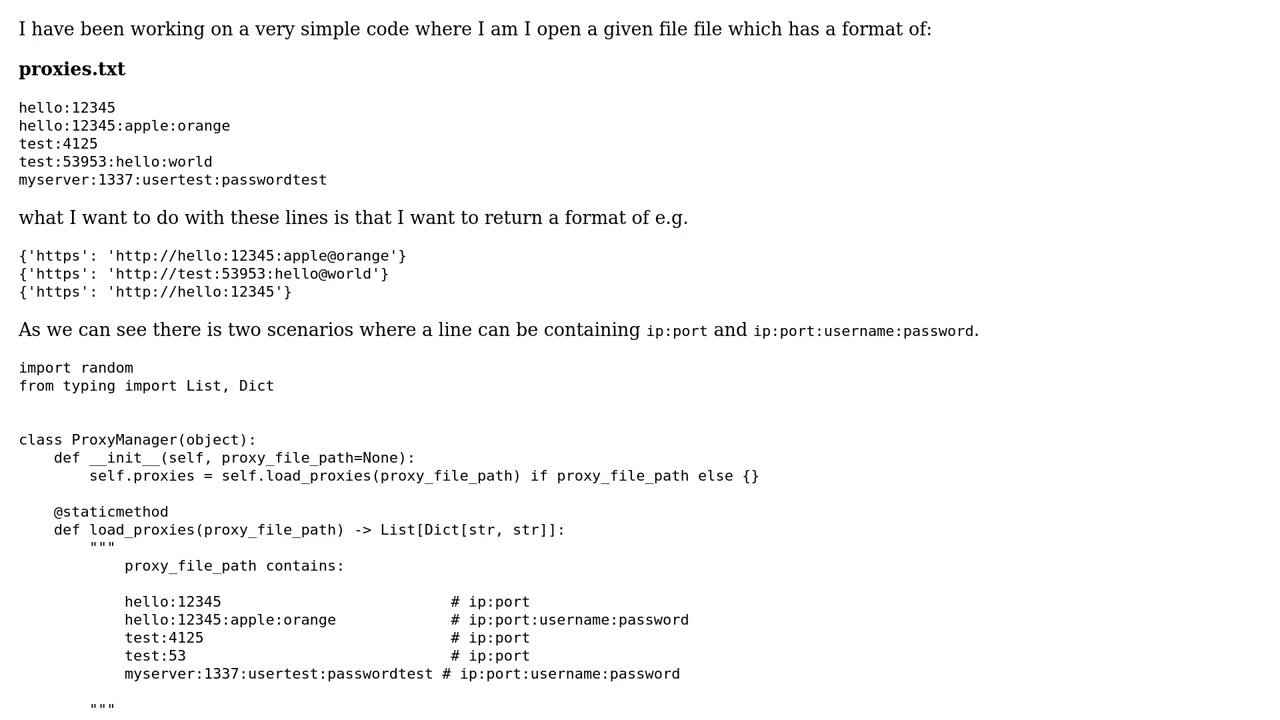 I have been working on a very simple code where I am I open a given file file which has a format of:
proxies.txt
hello:12345
hello:12345:apple:orange
test:4125
test:53953:hello:world
myserver:1337:usertest:passwordtest
what I want to do with these lines is that I want to return a format of e.g.
{'https': 'http://hello:12345:apple@orange'}
{'https': 'http://test:53953:hello@world'}
{'https': 'http://hello:12345'}
As we can see there is two scenarios where a line can be containing ip:port and ip:port:username:password.
import random
from typing import List, Dict
class ProxyManager(object):
    def __init__(self, proxy_file_path=None):
        self.proxies = self.load_proxies(proxy_file_path) if proxy_file_path else {}
    @staticmethod
    def load_proxies(proxy_file_path) -> List[Dict[str, str]]:
        """
            proxy_file_path contains:
            hello:12345                          # ip:port
            hello:12345:apple:orange             # ip:port:username:password
            test:4125                            # ip:port
            test:53                              # ip:port
            myserver:1337:usertest:passwordtest # ip:port:username:password
        """